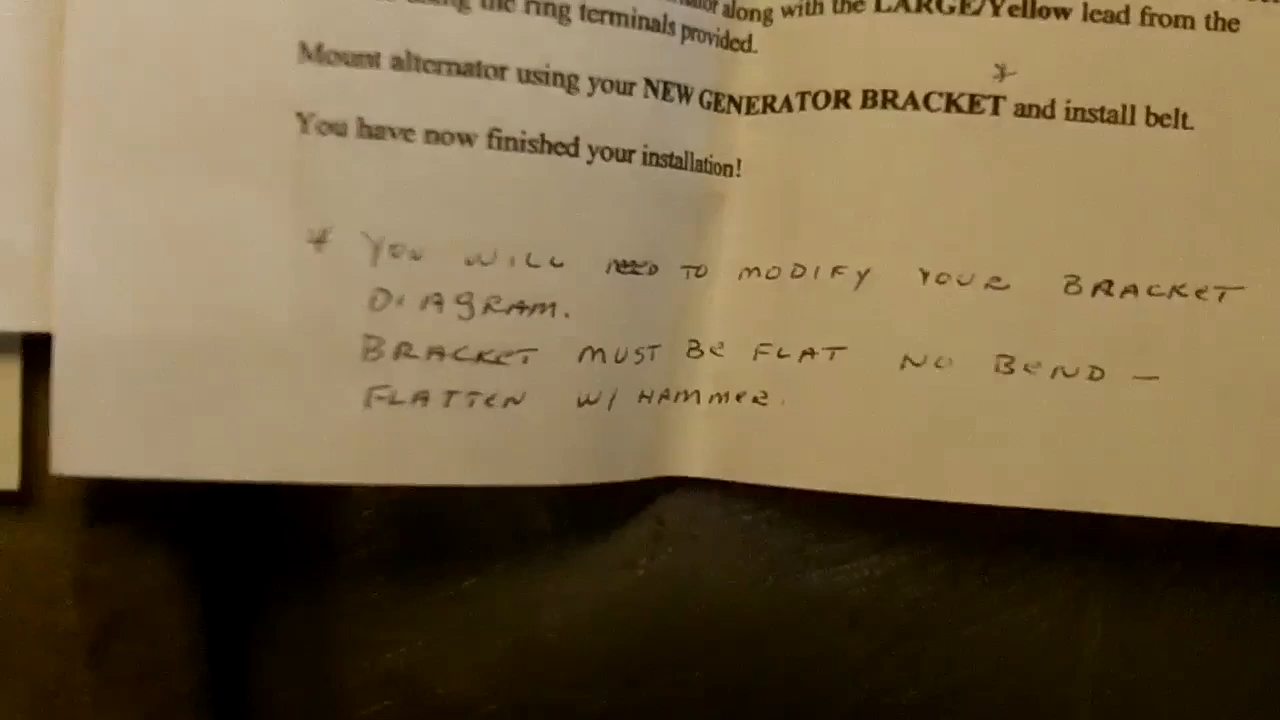 the ring terminals provided. along with the LARGE/Yellow lead from the
*
Mount alternator using your NEW GENERATOR BRACKET and install belt.
You have now finished your installation!
* YOU WILL NEED TO MODIFY YOUR BRACKET
DIAGRAM.
BRACKET MUST BE FLAT NO BEND —
FLATTEN W/ HAMMER.